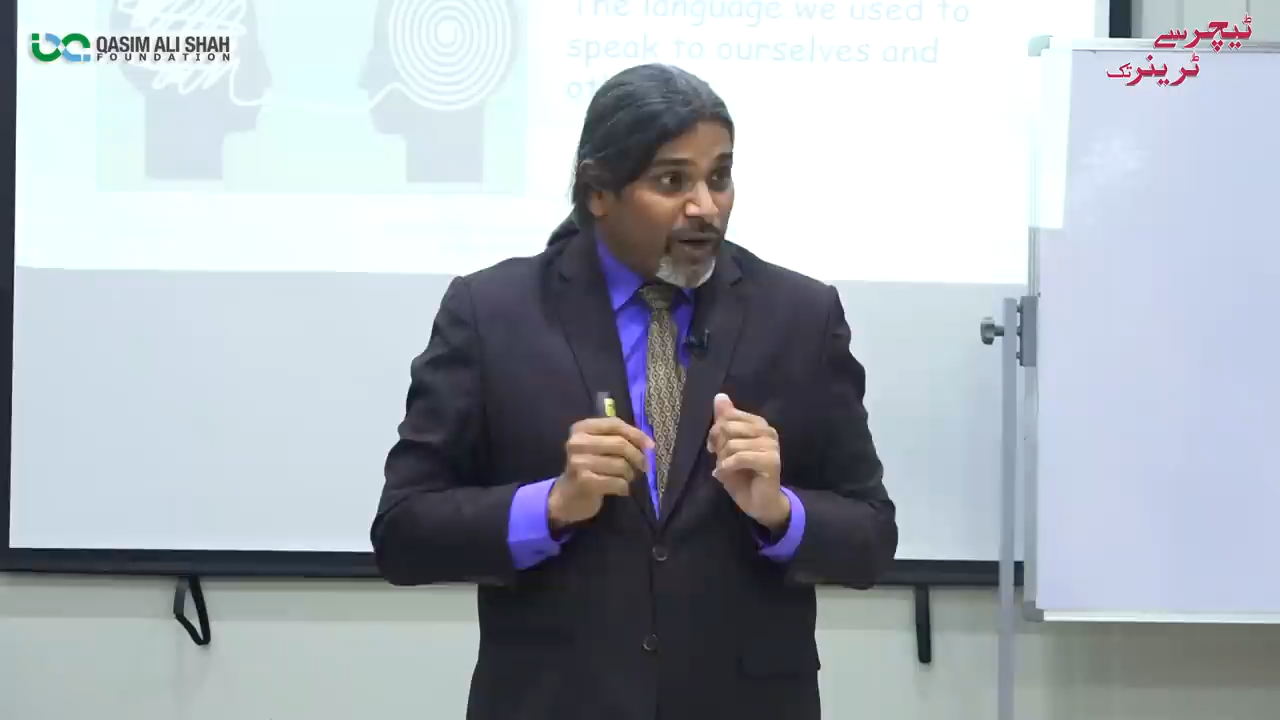 QASIM ALI SHAH
FOUNDATION
The language we used to
speak to ourselves and
ٹیچر سے
ٹرینر تک